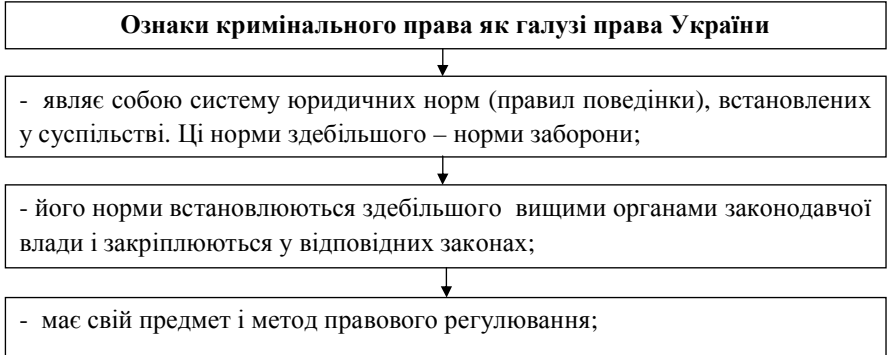 Ознаки кримінального права як галузі права України
- являє собою систему юридичних норм (правил поведінки), встановлених
у суспільстві. Ці норми здебільшого – норми заборони;
- його норми встановлюються здебільшого вищими органами законодавчої
влади і закріплюються у відповідних законах;
- має свій предмет і метод правового регулювання;